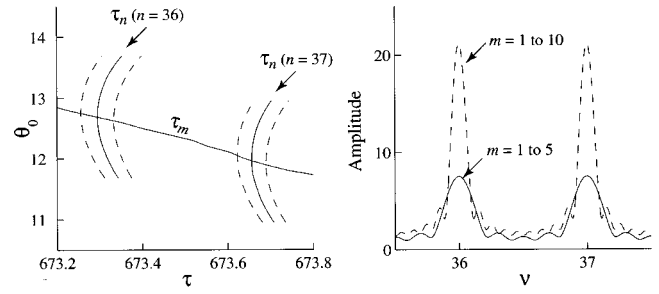 14
13
12
11
θ0
673.2
673.4
673.6
673.8
τ
τn (n = 36)
τn (n = 37)
τm
20
10
0
Amplitude
36
37
ν
m = 1 to 10
m = 1 to 5